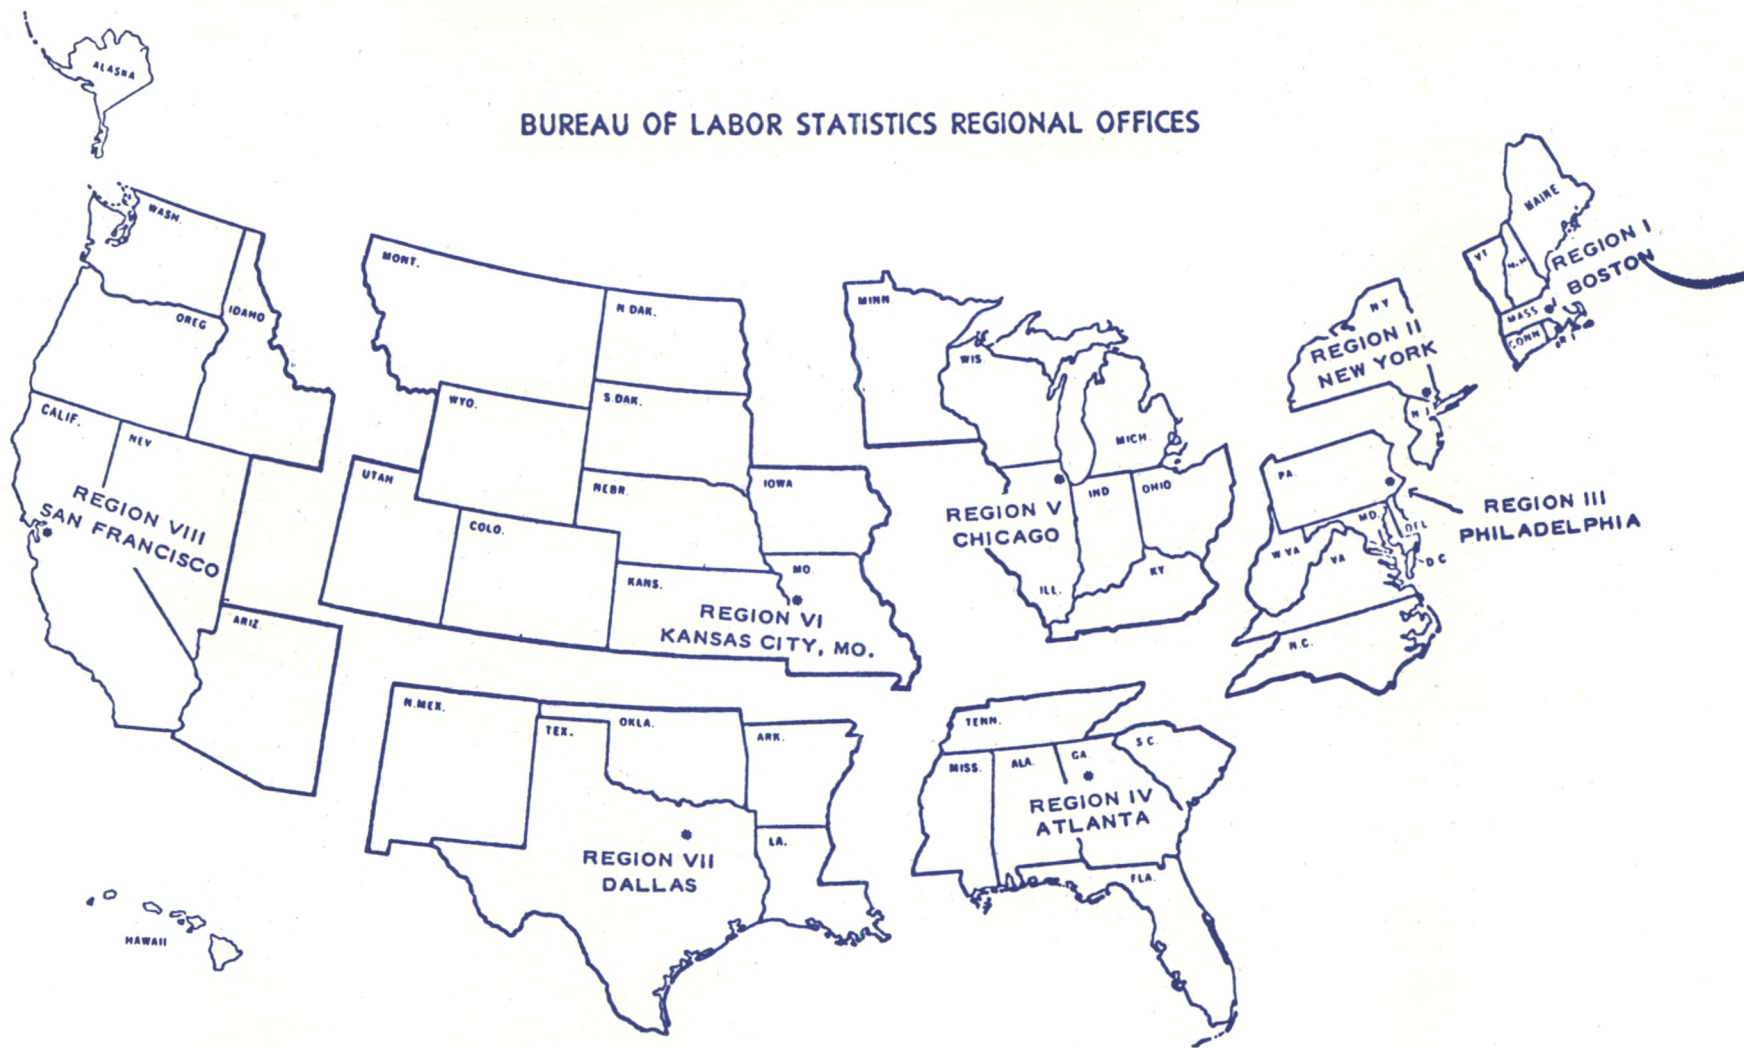 ALASKA
BUREAU OF LABOR STATISTICS REGIONAL OFFICES
WASH.
OREG
IDAHO
CALIF.
NEV
REGION VIII
SAN FRANCISCO
ARIZ.
HAWAII
MONT.
N.DAK.
WYO.
S.DAK.
UTAH
COLO.
NEBR.
IOWA
KANS.
MO.
REGION VI
KANSAS CITY, MO.
N.MEX.
TEX.
OKLA.
ARK.
LA.
REGION VII
DALLAS
MINN.
WIS.
MICH.
IND
OHIO
REGION V
CHICAGO
ILL.
KY
TENN.
MISS.
ALA.
GA.
S.C.
REGION IV
ATLANTA
FLA.
MAINE
VT
N.H.
MASS
CONN
R.I.
REGION I
BOSTON
N Y
REGION II
NEW YORK
N J
PA.
MD.
DEL
D C
W VA
VA
N.C.
REGION III
PHILADELPHIA